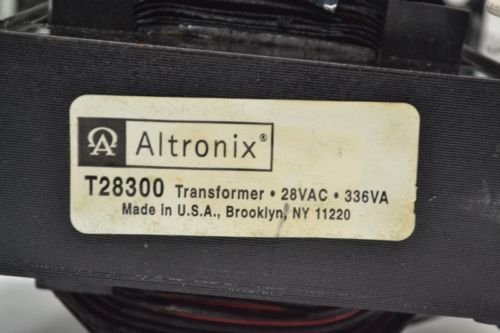 Altronix®
T28300 Transformer • 28VAC • 336VA
Made in U.S.A., Brooklyn, NY 11220